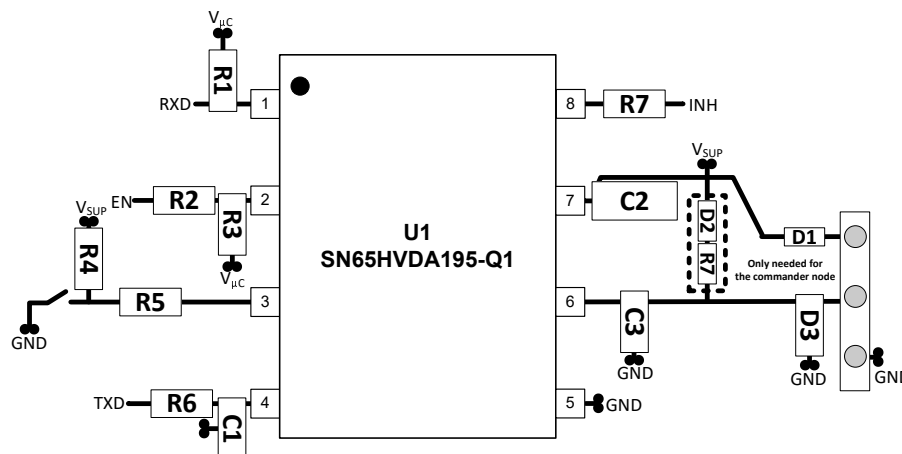 VµC
R1
RXD
1
8
R7
INH
VSUP
EN
R2
2
7
C2
R3
VµC
U1
SN65HVDA195-Q1
D2
D1
VSUP
R4
R7
Only needed for
the commander node
R5
3
6
C3
D3
GND
GND
GND
GND
TXD
R6
4
C1
5
GND